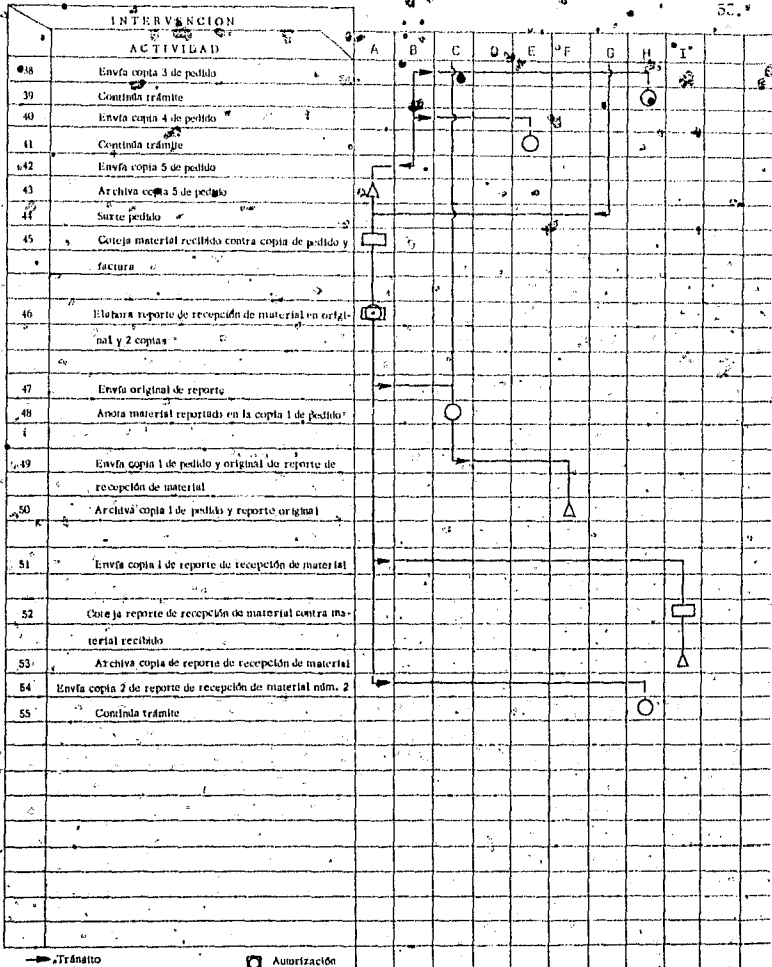 INTERVENCION
ACTIVIDAD
A B C D E F G H I
38 Envía copia 3 de pedido
39 Continúa trámite
40 Envía copia 4 de pedido
41 Continúa trámite
42 Envía copia 5 de pedido
43 Archiva copia 5 de pedido
44 Surte pedido
45 Coteja material recibido contra copia de pedido y
factura
46 Elabora reporte de recepción de material en origi-
nal y 2 copias
47 Envía original de reporte
48 Anota material reportado en la copia 1 de pedido
49 Envía copia 1 de pedido y original de reporte de
recepción de material
50 Archiva copia 1 de pedido y reporte original
51 Envía copia 1 de reporte de recepción de material
52 Coteja reporte de recepción de material contra ma-
terial recibido
53 Archiva copia de reporte de recepción de material
54 Envía copia 2 de reporte de recepción de material núm. 2
55 Continúa trámite
Tránsito Autorización